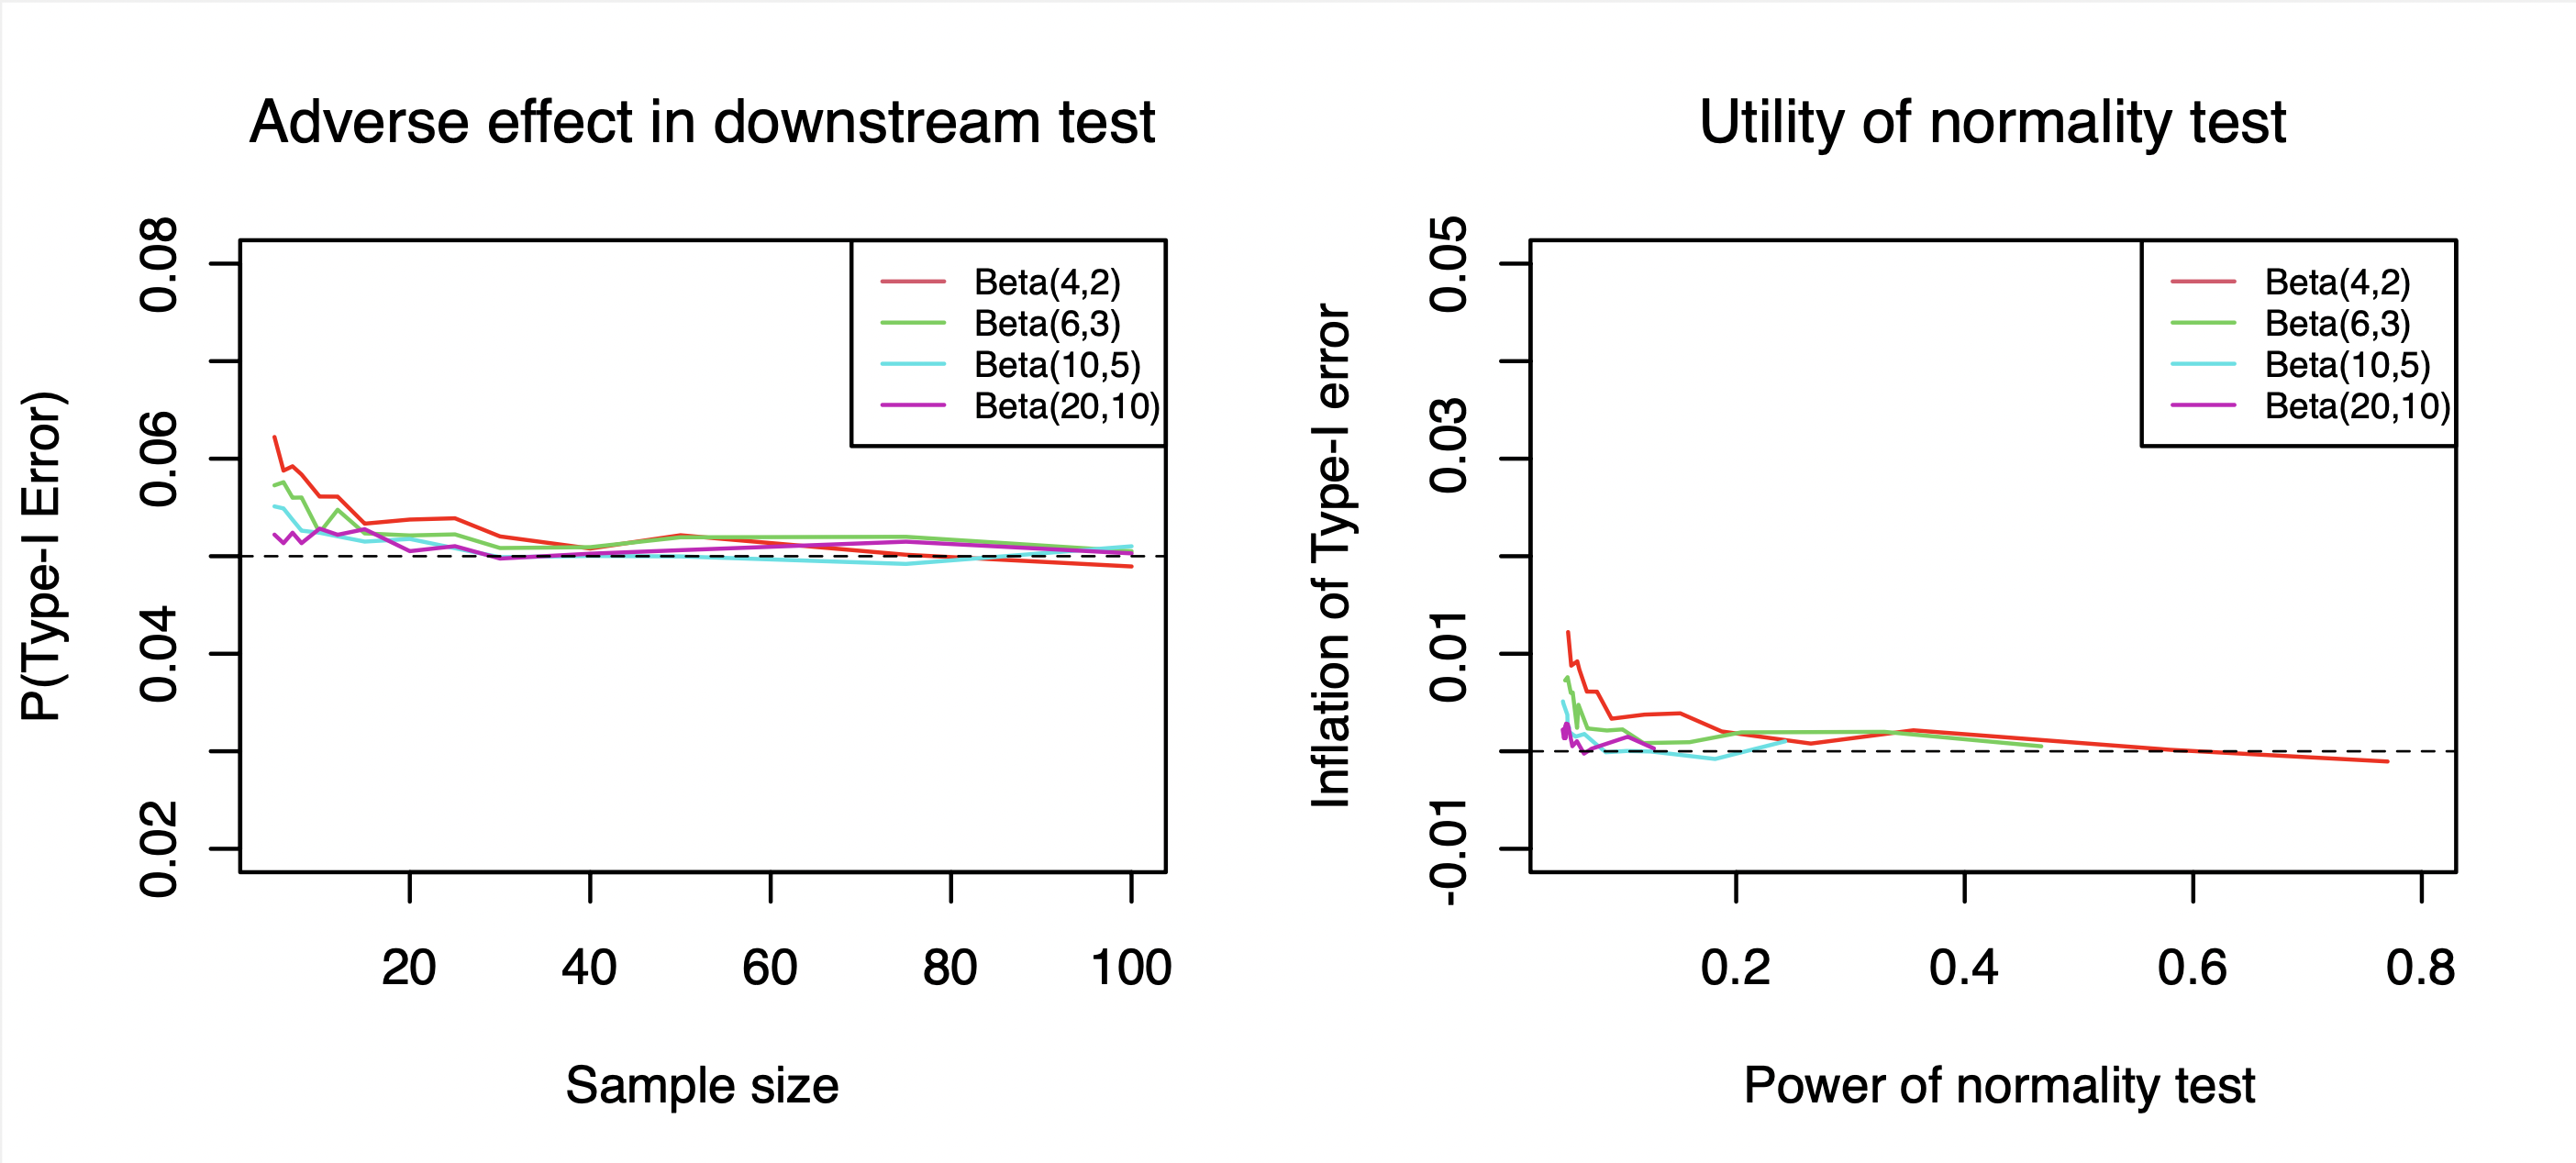 Adverse effect in downstream test
P(Type-I Error)
0.08
0.06
0.04
0.02
Beta(4,2)
Beta(6,3)
Beta(10,5)
Beta(20,10)
20 40 60 80 100
Sample size
Utility of normality test
Inflation of Type-I error
0.05
0.03
0.01
-0.01
Beta(4,2)
Beta(6,3)
Beta(10,5)
Beta(20,10)
0.2 0.4 0.6 0.8
Power of normality test